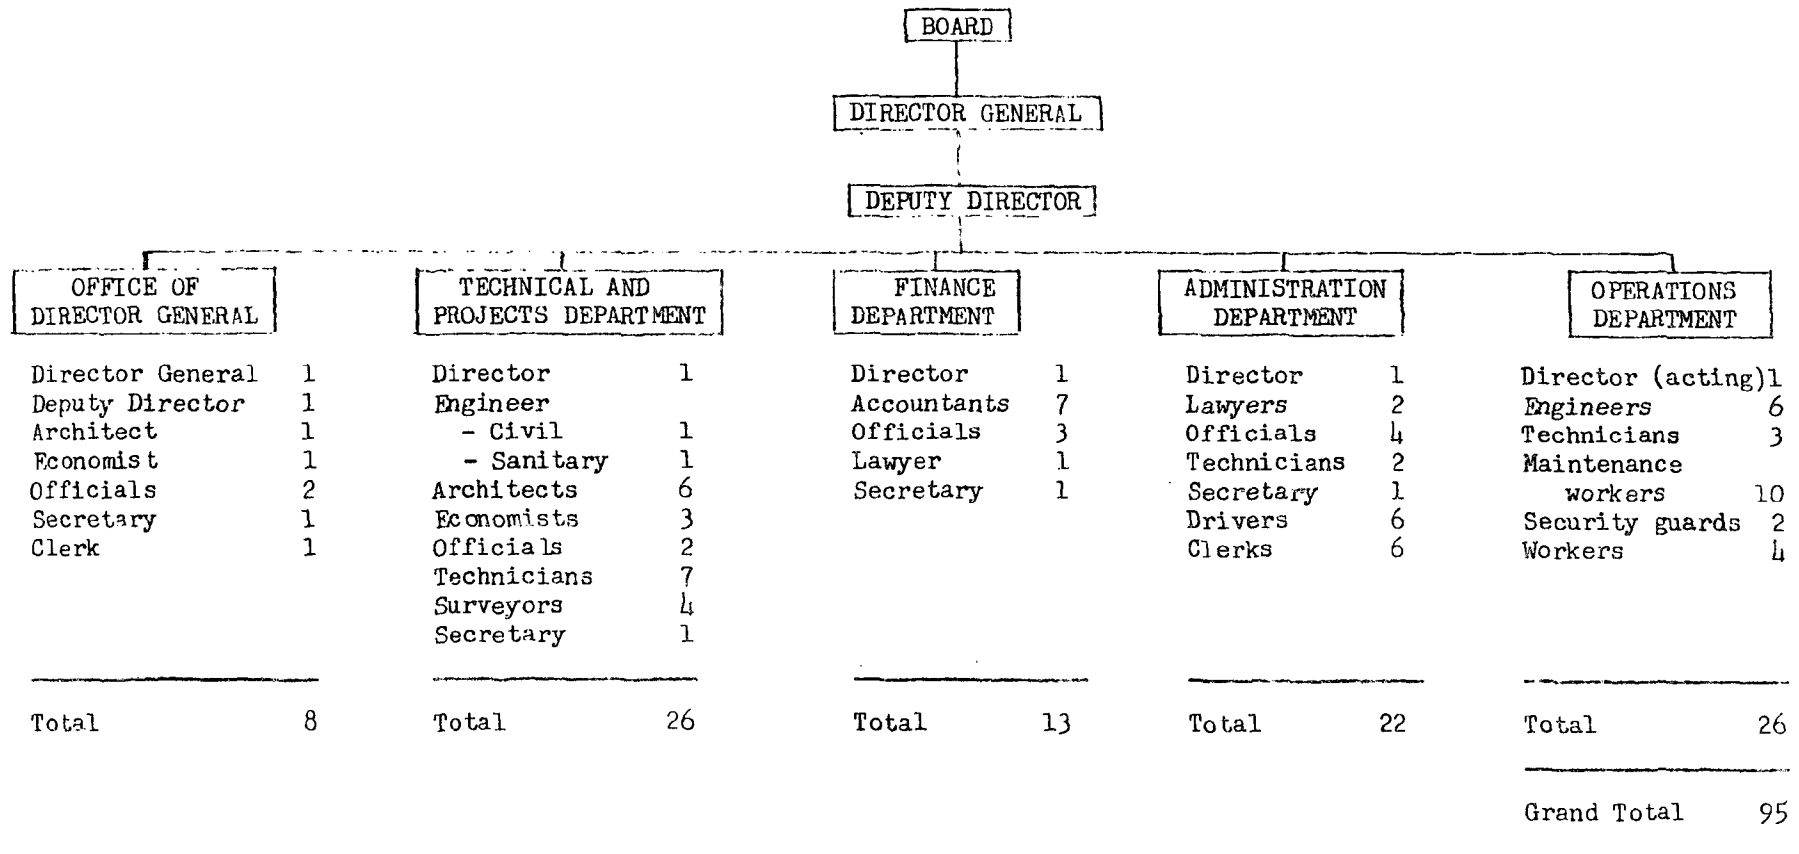 BOARD
DIRECTOR GENERAL
DEPUTY DIRECTOR
OFFICE OF
DIRECTOR GENERAL
Director General 1
Deputy Director 1
Architect 1
Economist 1
Officials 2
Secretary 1
Clerk 1
Total 8
TECHNICAL AND
PROJECTS DEPARTMENT
Director 1
Engineer
- Civil 1
- Sanitary 1
Architects 6
Economists 3
Officials 2
Technicians 7
Surveyors 4
Secretary 1
Total 26
FINANCE
DEPARTMENT
Director 1
Accountants 7
Officials 3
Lawyer 1
Secretary 1
Total 13
ADMINISTRATION
DEPARTMENT
Director 1
Lawyers 2
Officials 4
Technicians 2
Secretary 1
Drivers 6
Clerks 6
Total 22
OPERATIONS
DEPARTMENT
Director (acting)1
Engineers 6
Technicians 3
Maintenance
workers 10
Security guards 2
Workers 4
Total 26
Grand Total 95